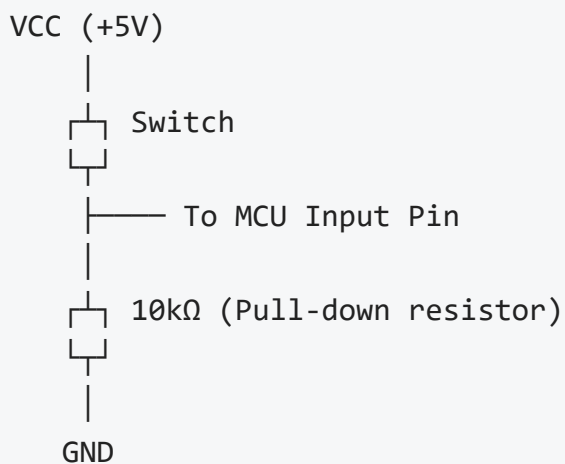 VCC (+5V)
Switch
To MCU Input Pin
10kΩ (Pull-down resistor)
GND